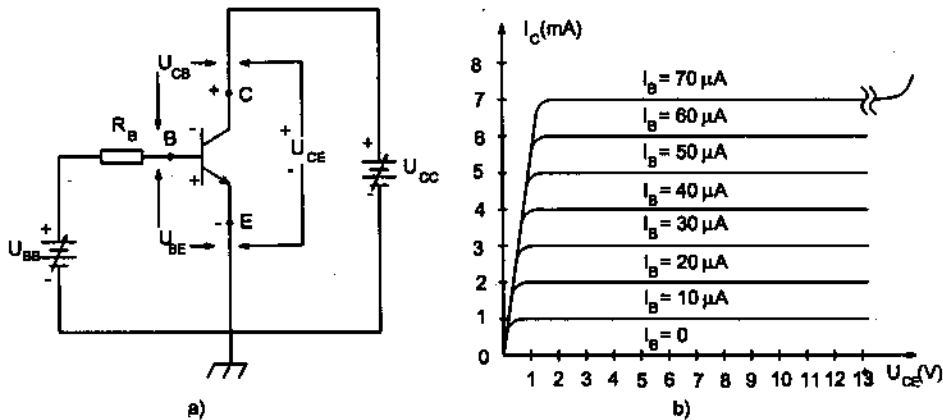 U_CB
+ C
R_B
B
-
+
+
U_CE
-
+
U_CC
-
- E
U_BE
+
U_BB
-
a)
I_C(mA)
8
7
6
5
4
3
2
1
0
I_B = 70 µA
I_B = 60 µA
I_B = 50 µA
I_B = 40 µA
I_B = 30 µA
I_B = 20 µA
I_B = 10 µA
I_B = 0
1 2 3 4 5 6 7 8 9 10 11 12 13
U_CE(V)
b)